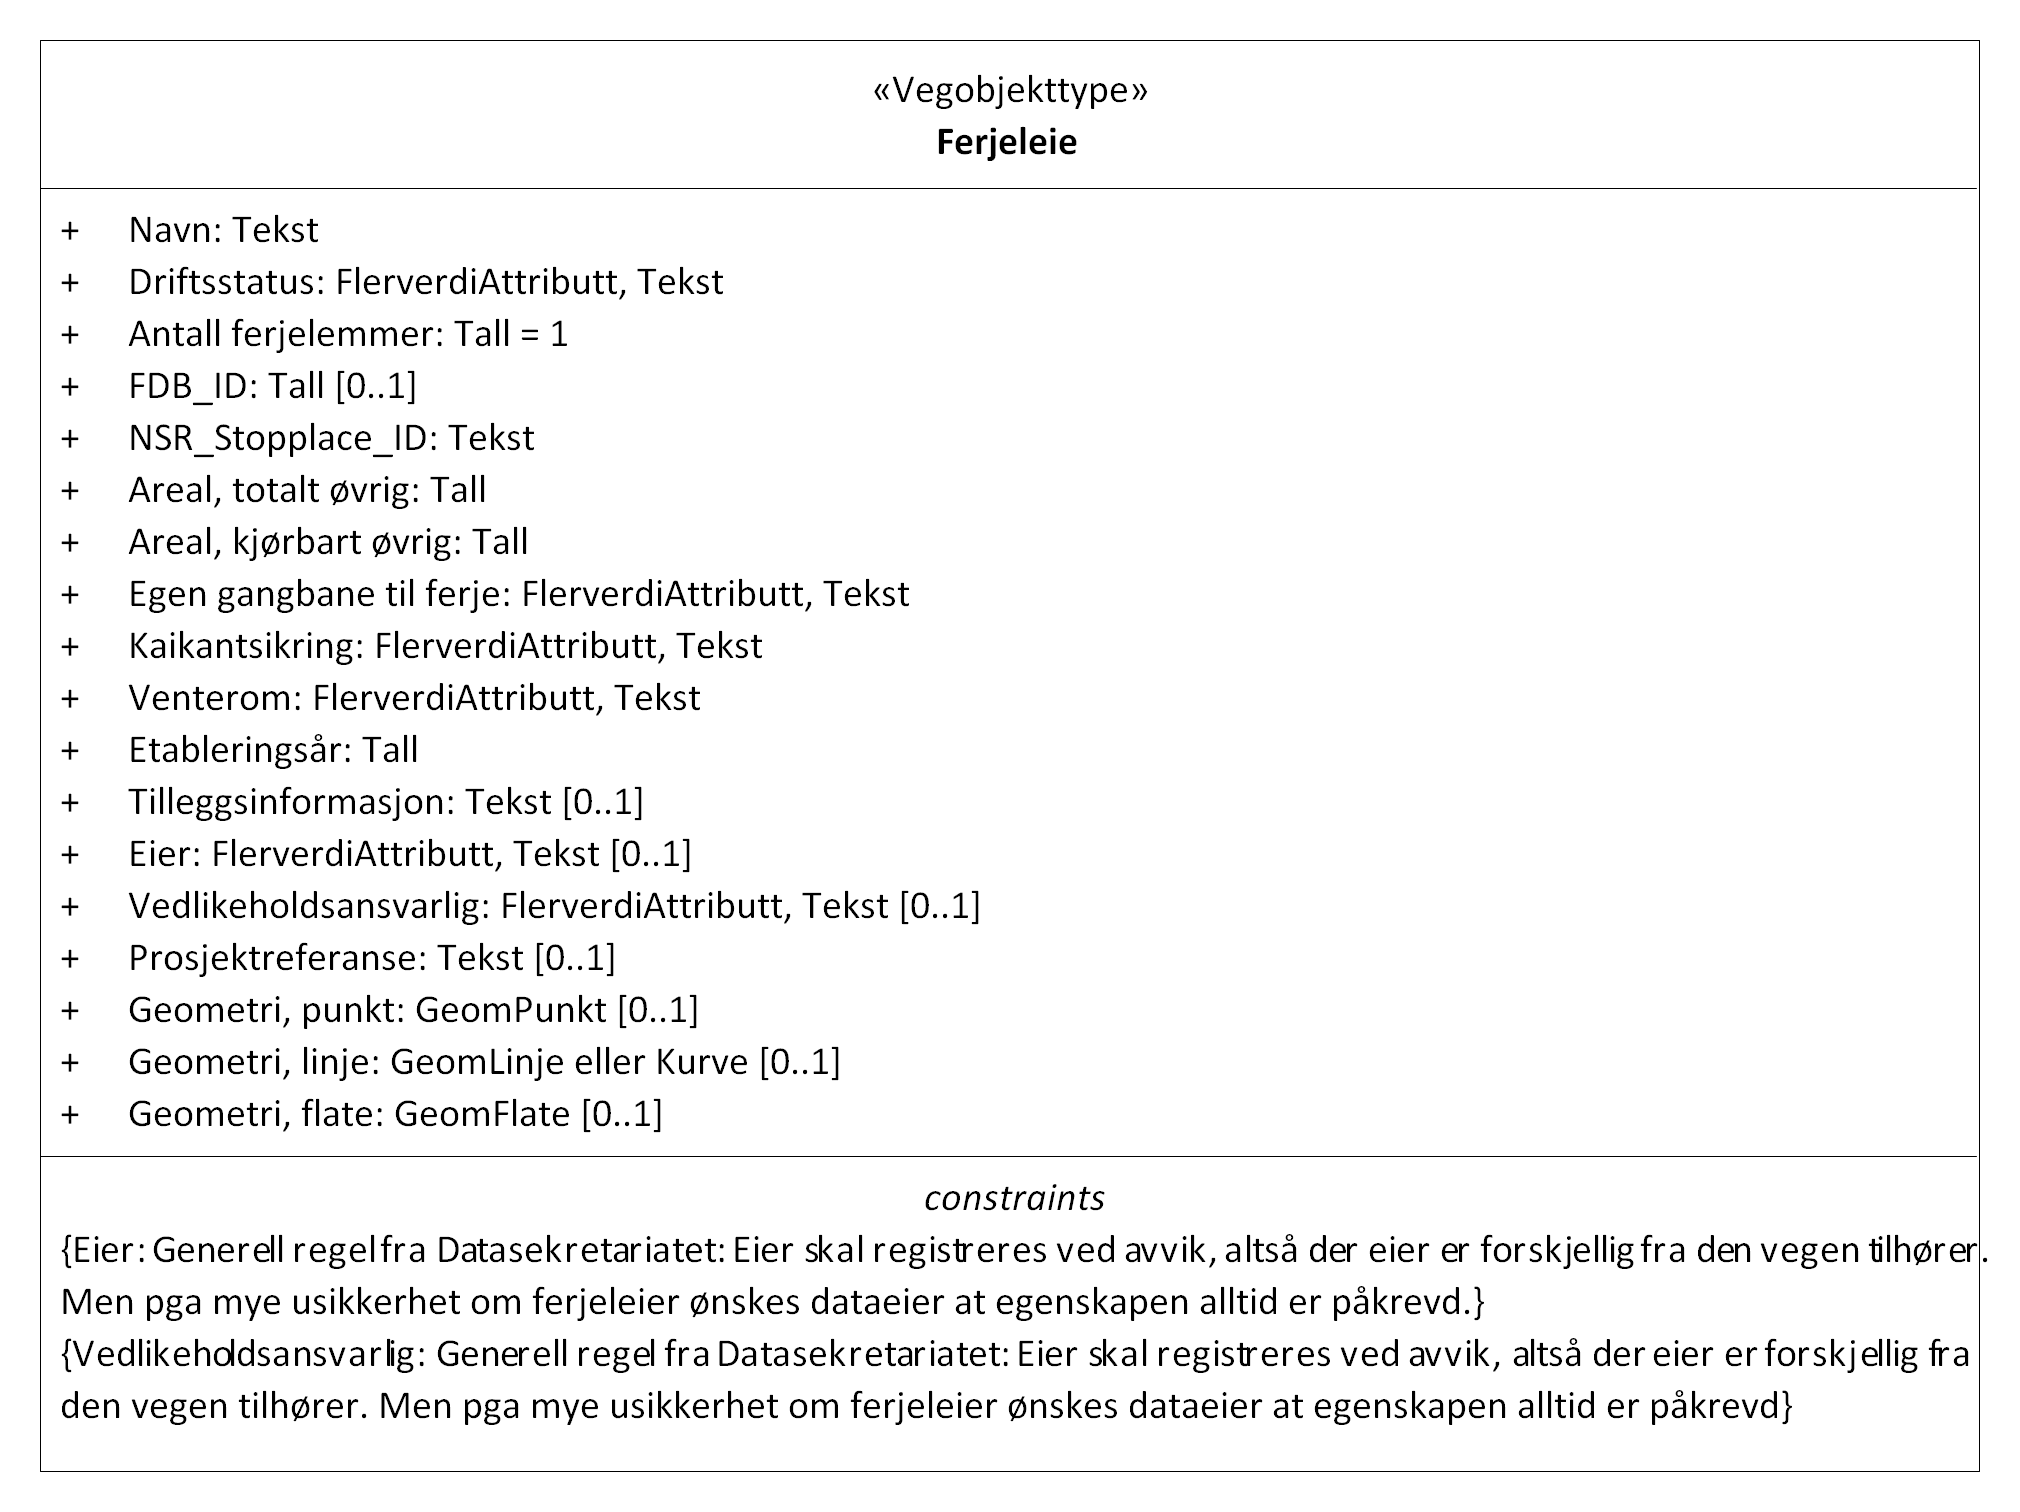 «Vegobjekttype»
Ferjeleie
+ Navn: Tekst
+ Driftsstatus: FlerverdiAttributt, Tekst
+ Antall ferjelemmer: Tall = 1
+ FDB_ID: Tall [0..1]
+ NSR_Stopplace_ID: Tekst
+ Areal, totalt øvrig: Tall
+ Areal, kjørbart øvrig: Tall
+ Egen gangbane til ferje: FlerverdiAttributt, Tekst
+ Kaikantsikring: FlerverdiAttributt, Tekst
+ Venterom: FlerverdiAttributt, Tekst
+ Etableringsår: Tall
+ Tilleggsinformasjon: Tekst [0..1]
+ Eier: FlerverdiAttributt, Tekst [0..1]
+ Vedlikeholdsansvarlig: FlerverdiAttributt, Tekst [0..1]
+ Prosjektreferanse: Tekst [0..1]
+ Geometri, punkt: GeomPunkt [0..1]
+ Geometri, linje: GeomLinje eller Kurve [0..1]
+ Geometri, flate: GeomFlate [0..1]
constraints
{Eier: Generell regel fra Datasekretariatet: Eier skal registreres ved avvik, altså der eier er forskjellig fra den vegen tilhører.
Men pga mye usikkerhet om ferjeleier ønskes dataeier at egenskapen alltid er påkrevd.}
{Vedlikeholdsansvarlig: Generell regel fra Datasekretariatet: Eier skal registreres ved avvik, altså der eier er forskjellig fra
den vegen tilhører. Men pga mye usikkerhet om ferjeleier ønskes dataeier at egenskapen alltid er påkrevd}